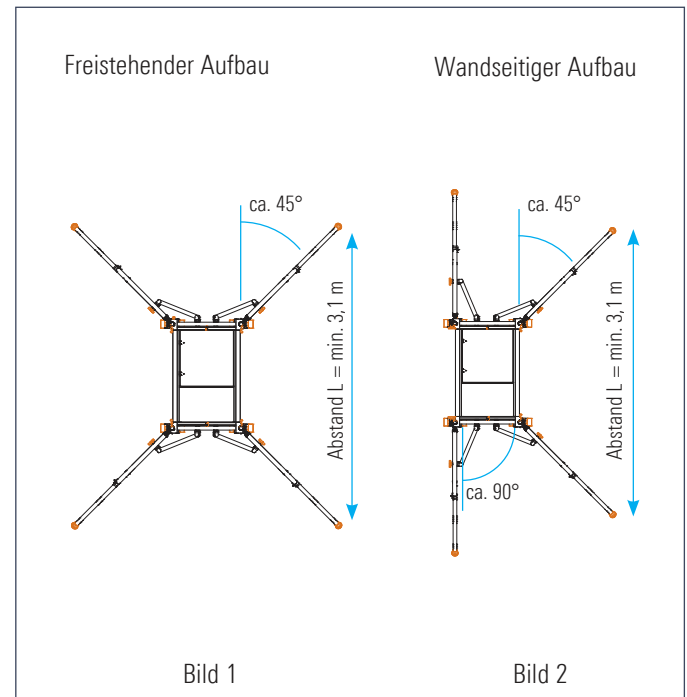 Freistehender Aufbau
Wandseitiger Aufbau
ca. 45°
Abstand L = min. 3,1 m
ca. 45°
Abstand L = min. 3,1 m
ca. 90°
Bild 1
Bild 2